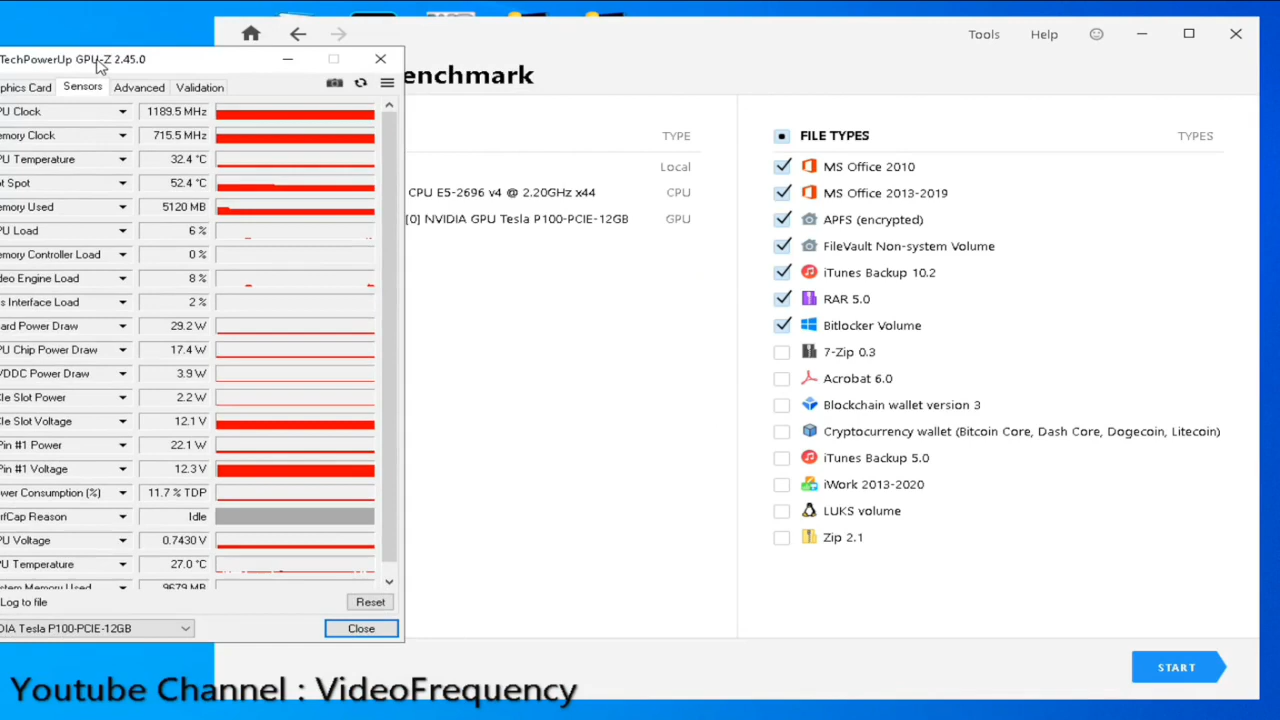 TechPowerUp GPU-Z 2.45.0
phics Card Sensors Advanced Validation
PU Clock 1189.5 MHz
emory Clock 715.5 MHz
PU Temperature 32.4 °C
ot Spot 52.4 °C
emory Used 5120 MB
PU Load 6 %
emory Controller Load 0 %
deo Engine Load 8 %
s Interface Load 2 %
ard Power Draw 29.2 W
PU Chip Power Draw 17.4 W
VDDC Power Draw 3.9 W
Ie Slot Power 2.2 W
Ie Slot Voltage 12.1 V
Pin #1 Power 22.1 W
Pin #1 Voltage 12.3 V
ower Consumption (%) 11.7 % TDP
rfCap Reason Idle
PU Voltage 0.7430 V
PU Temperature 27.0 °C
stem Memory Used 9679 MB
Log to file Reset
DIA Tesla P100-PCIE-12GB Close
Tools Help
enchmark
TYPE
Local
CPU E5-2696 v4 @ 2.20GHz x44 CPU
[0] NVIDIA GPU Tesla P100-PCIE-12GB GPU
FILE TYPES TYPES
MS Office 2010
MS Office 2013-2019
APFS (encrypted)
FileVault Non-system Volume
iTunes Backup 10.2
RAR 5.0
Bitlocker Volume
7-Zip 0.3
Acrobat 6.0
Blockchain wallet version 3
Cryptocurrency wallet (Bitcoin Core, Dash Core, Dogecoin, Litecoin)
iTunes Backup 5.0
iWork 2013-2020
LUKS volume
Zip 2.1
START
Youtube Channel : VideoFrequency